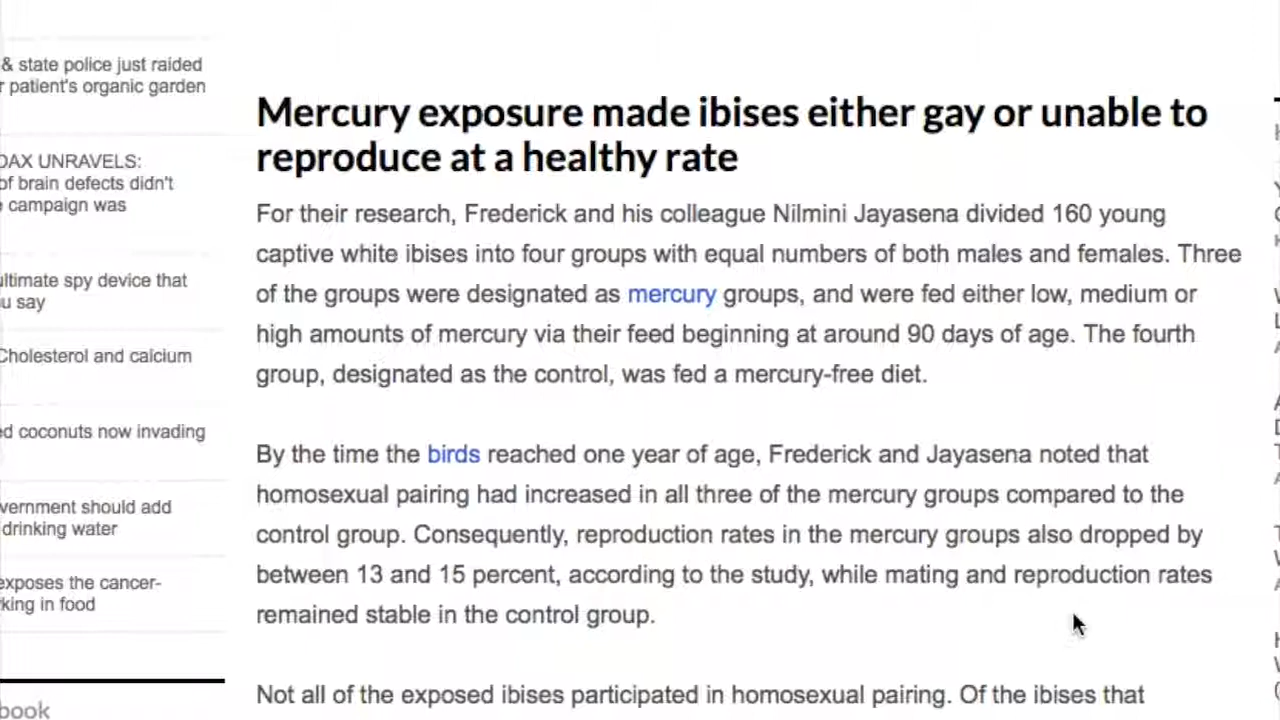 & state police just raided
patient's organic garden
Mercury exposure made ibises either gay or unable to
reproduce at a healthy rate
OAX UNRAVELS:
of brain defects didn't
campaign was
ultimate spy device that
u say
Cholesterol and calcium
ed coconuts now invading
vernment should add
drinking water
exposes the cancer-
king in food
book
For their research, Frederick and his colleague Nilmini Jayasena divided 160 young
captive white ibises into four groups with equal numbers of both males and females. Three
of the groups were designated as mercury groups, and were fed either low, medium or
high amounts of mercury via their feed beginning at around 90 days of age. The fourth
group, designated as the control, was fed a mercury-free diet.
By the time the birds reached one year of age, Frederick and Jayasena noted that
homosexual pairing had increased in all three of the mercury groups compared to the
control group. Consequently, reproduction rates in the mercury groups also dropped by
between 13 and 15 percent, according to the study, while mating and reproduction rates
remained stable in the control group.
Not all of the exposed ibises participated in homosexual pairing. Of the ibises that